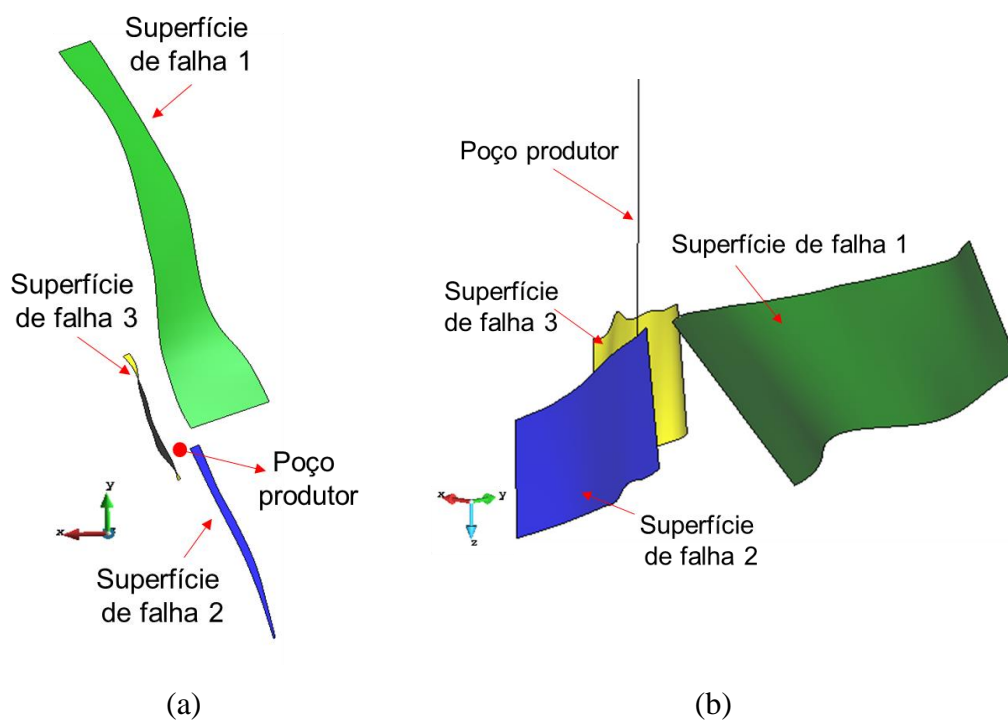 Superfície
de falha 1
Superfície
de falha 3
y
x
Poço
produtor
Superfície
de falha 2
(a)
Poço produtor
Superfície de falha 1
Superfície
de falha 3
x
y
z
Superfície
de falha 2
(b)